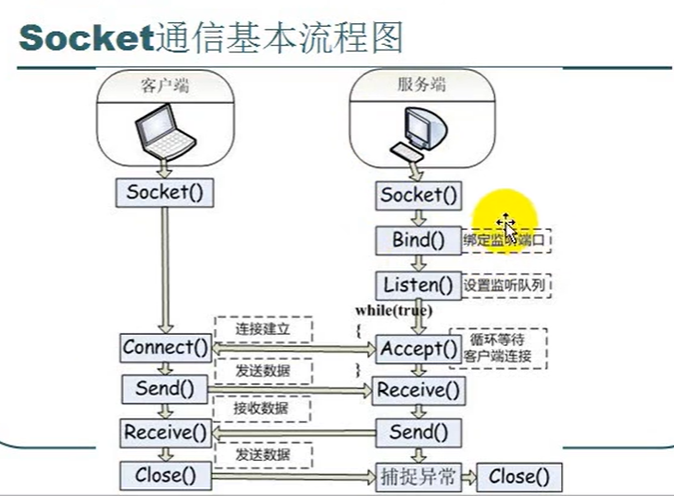 Socket通信基本流程图
客户端
服务端
Socket()
Socket()
Bind()
绑定监听端口
Listen()
设置监听队列
while(true)
{
连接建立
Connect()
Accept()
循环等待
客户端连接
}
发送数据
Send()
Receive()
接收数据
Receive()
Send()
发送数据
Close()
捕捉异常
Close()